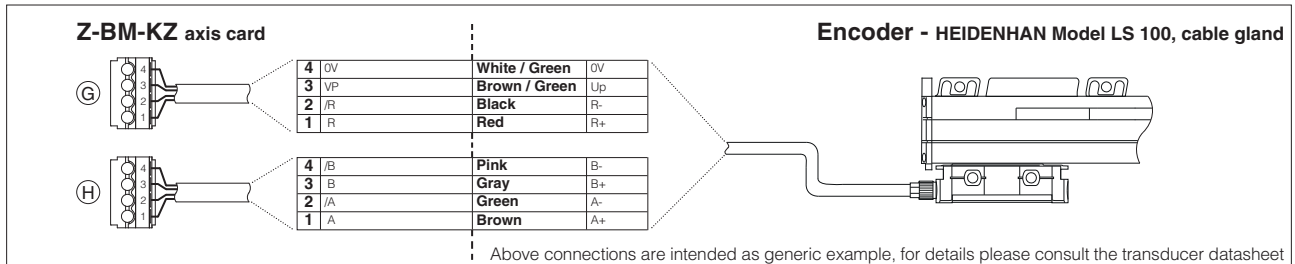 Z-BM-KZ axis card
Encoder - HEIDENHAN Model LS 100, cable gland
G
4
3
2
1
4 0V White / Green 0V
3 VP Brown / Green Up
2 /R Black R-
1 R Red R+
H
4
3
2
1
4 /B Pink B-
3 B Gray B+
2 /A Green A-
1 A Brown A+
Above connections are intended as generic example, for details please consult the transducer datasheet